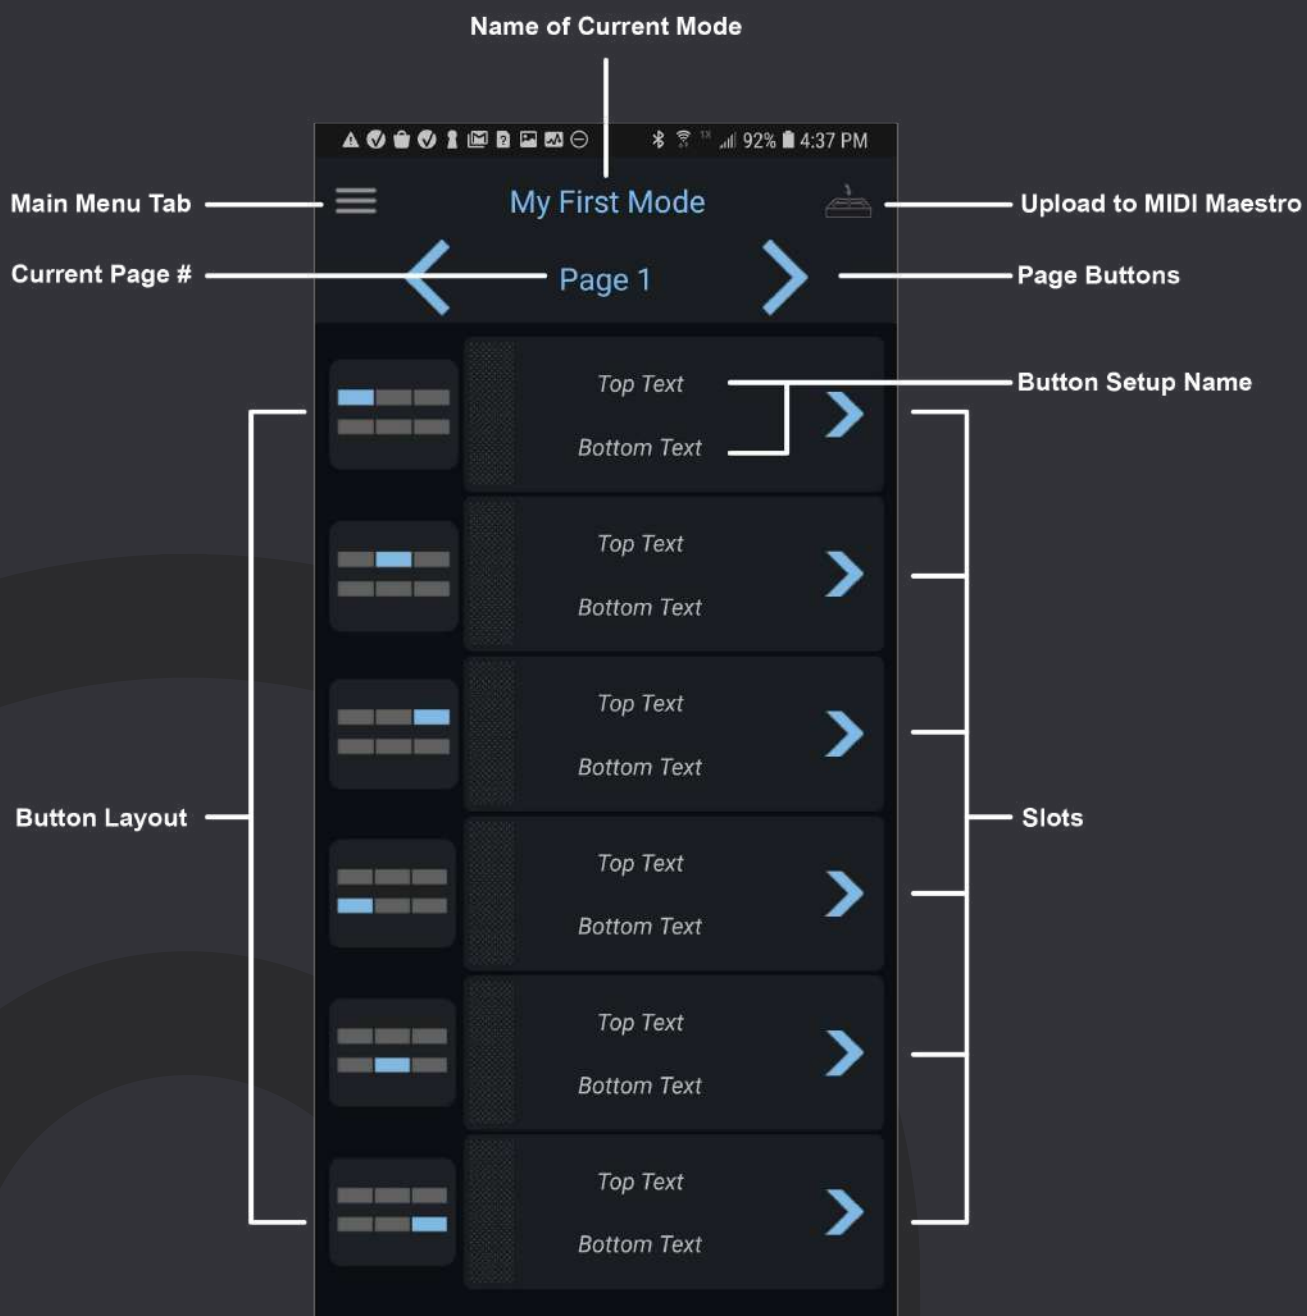 Name of Current Mode
1X 92% 4:37 PM
Main Menu Tab
My First Mode
Upload to MIDI Maestro
Current Page #
Page 1
Page Buttons
Top Text
Button Setup Name
Bottom Text
Top Text
Bottom Text
Top Text
Bottom Text
Button Layout
Slots
Top Text
Bottom Text
Top Text
Bottom Text
Top Text
Bottom Text